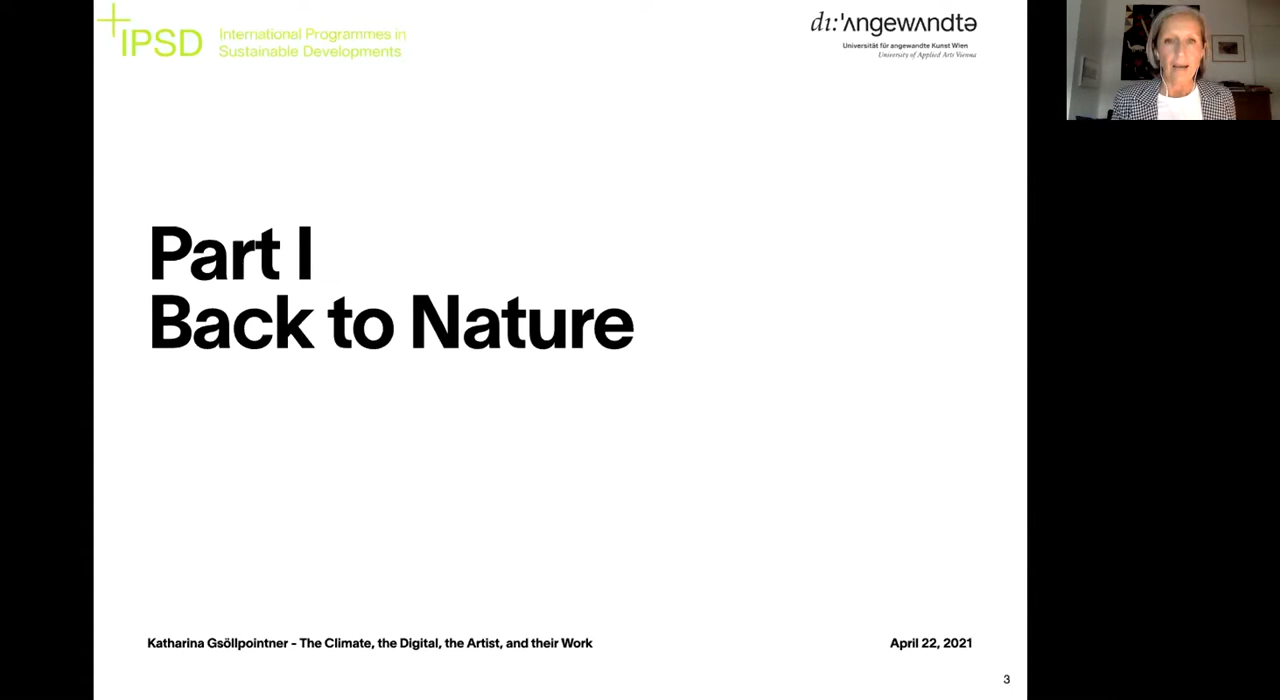 IPSD
International Programmes in
Sustainable Developments
dı:'ʌngewʌndtə
Universität für angewandte Kunst Wien
University of Applied Arts Vienna
Part I
Back to Nature
Katharina Gsöllpointner - The Climate, the Digital, the Artist, and their Work
April 22, 2021
3